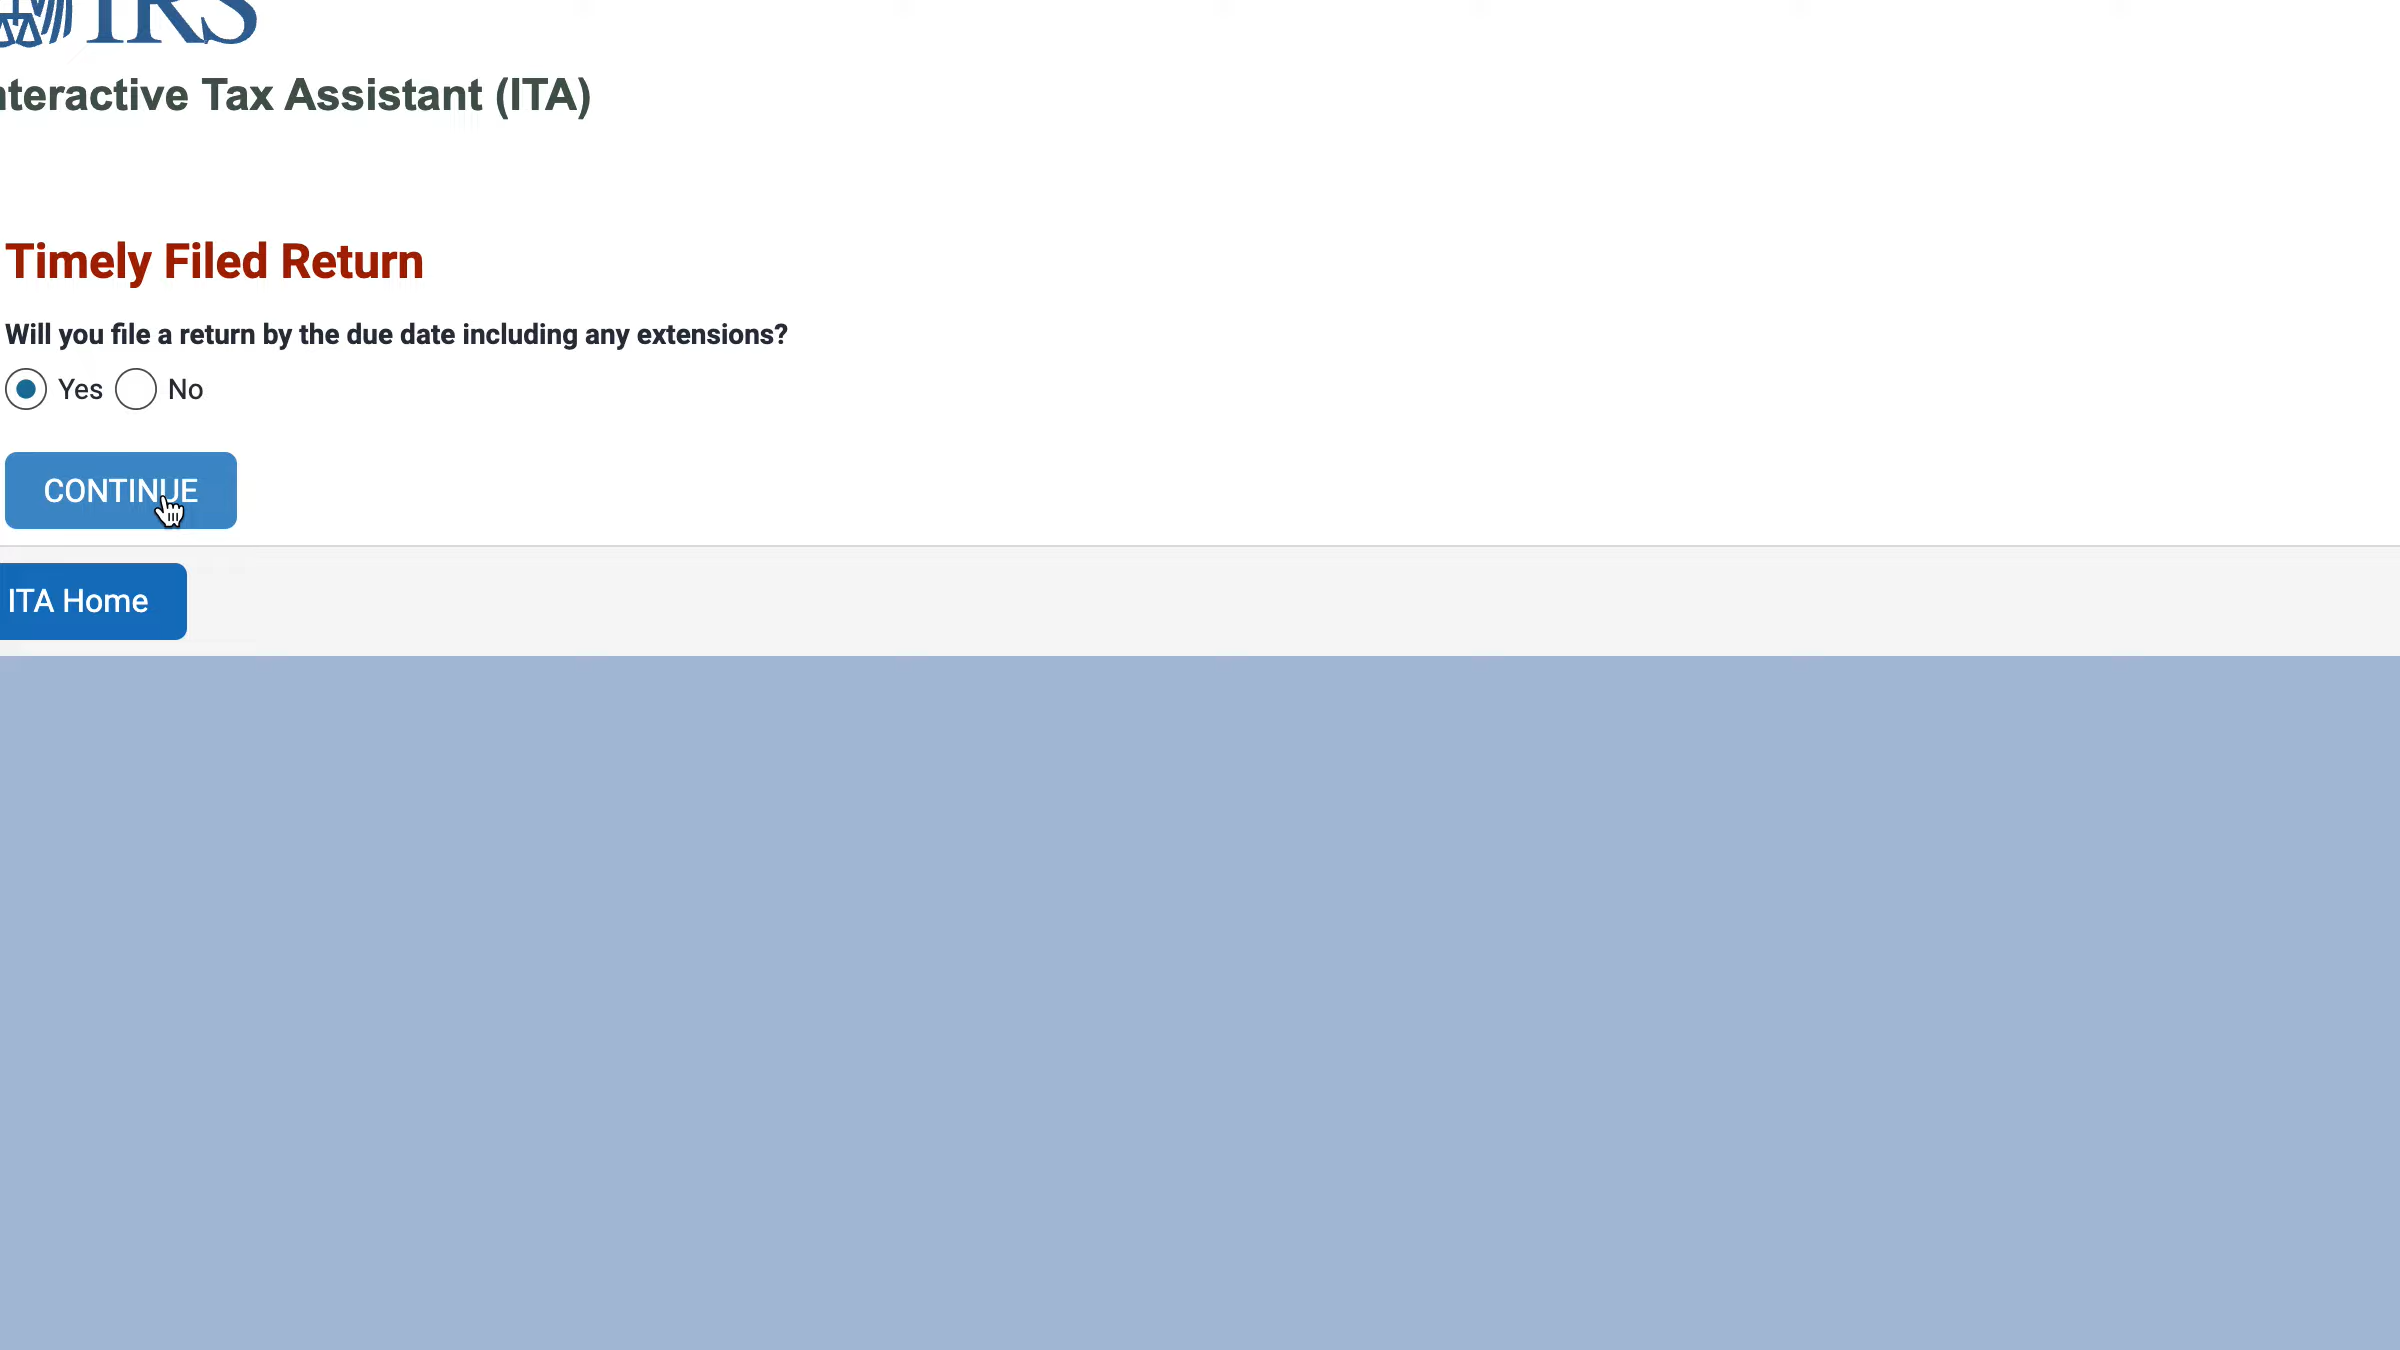 IRS
nteractive Tax Assistant (ITA)
Timely Filed Return
Will you file a return by the due date including any extensions?
Yes No
CONTINUE
ITA Home